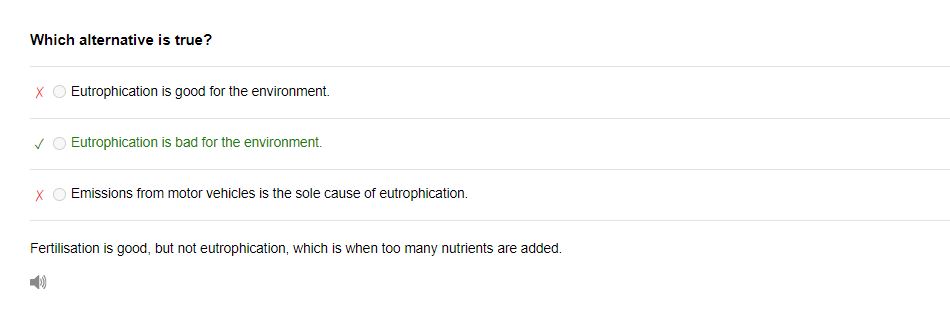 Which alternative is true?
Eutrophication is good for the environment.
Eutrophication is bad for the environment.
Emissions from motor vehicles is the sole cause of eutrophication.
Fertilisation is good, but not eutrophication, which is when too many nutrients are added.